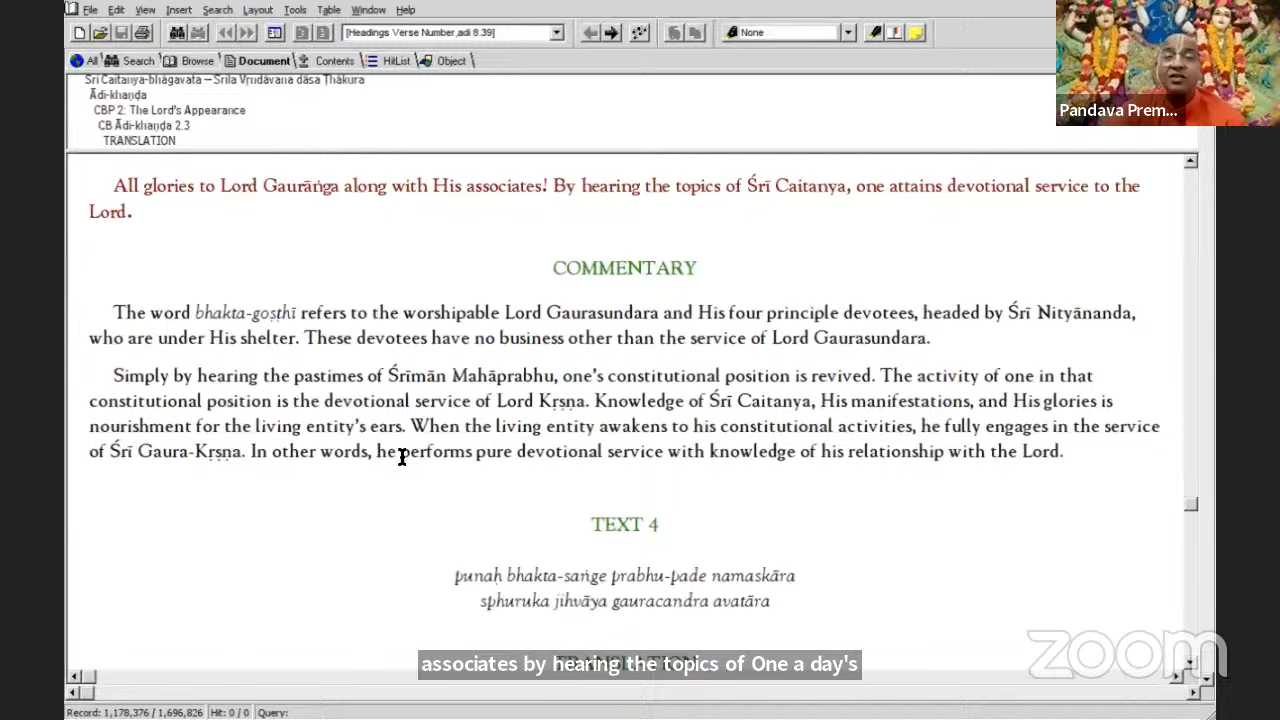 File Edit View Insert Search Layout Tools Table Window Help
[Headings Verse Number,adi 8.39]
None
All Search Browse Document Contents HitList Object
Śrī Caitanya-bhāgavata – Śrīla Vṛndāvana dāsa Ṭhākura
Ādi-khaṇḍa
CBP 2: The Lord's Appearance
CB Ādi-khaṇḍa 2.3
TRANSLATION
Pandava Prem...
All glories to Lord Gaurāṅga along with His associates! By hearing the topics of Śrī Caitanya, one attains devotional service to the
Lord.
COMMENTARY
The word bhakta-goṣṭhī refers to the worshipable Lord Gaurasundara and His four principle devotees, headed by Śrī Nityānanda,
who are under His shelter. These devotees have no business other than the service of Lord Gaurasundara.
Simply by hearing the pastimes of Śrīmān Mahāprabhu, one's constitutional position is revived. The activity of one in that
constitutional position is the devotional service of Lord Kṛṣṇa. Knowledge of Śrī Caitanya, His manifestations, and His glories is
nourishment for the living entity's ears. When the living entity awakens to his constitutional activities, he fully engages in the service
of Śrī Gaura-Kṛṣṇa. In other words, he performs pure devotional service with knowledge of his relationship with the Lord.
TEXT 4
punaḥ bhakta-saṅge prabhu-pade namaskāra
sphuruka jihvāya gauracandra avatāra
associates by hearing the topics of One a day's
zoom
Record: 1,178,376 / 1,696,826 Hit: 0 / 0 Query: